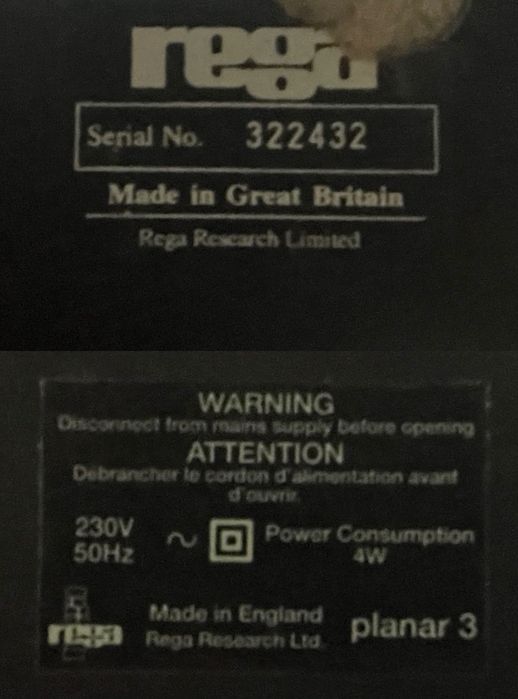 rega
Serial No. 322432
Made in Great Britain
Rega Research Limited
WARNING
Disconnect from mains supply before opening
ATTENTION
Debrancher le cordon d'alimentation avant
d'ouvrir.
230V
50Hz
Power Consumption
4W
rega
Made in England
Rega Research Ltd.
planar 3